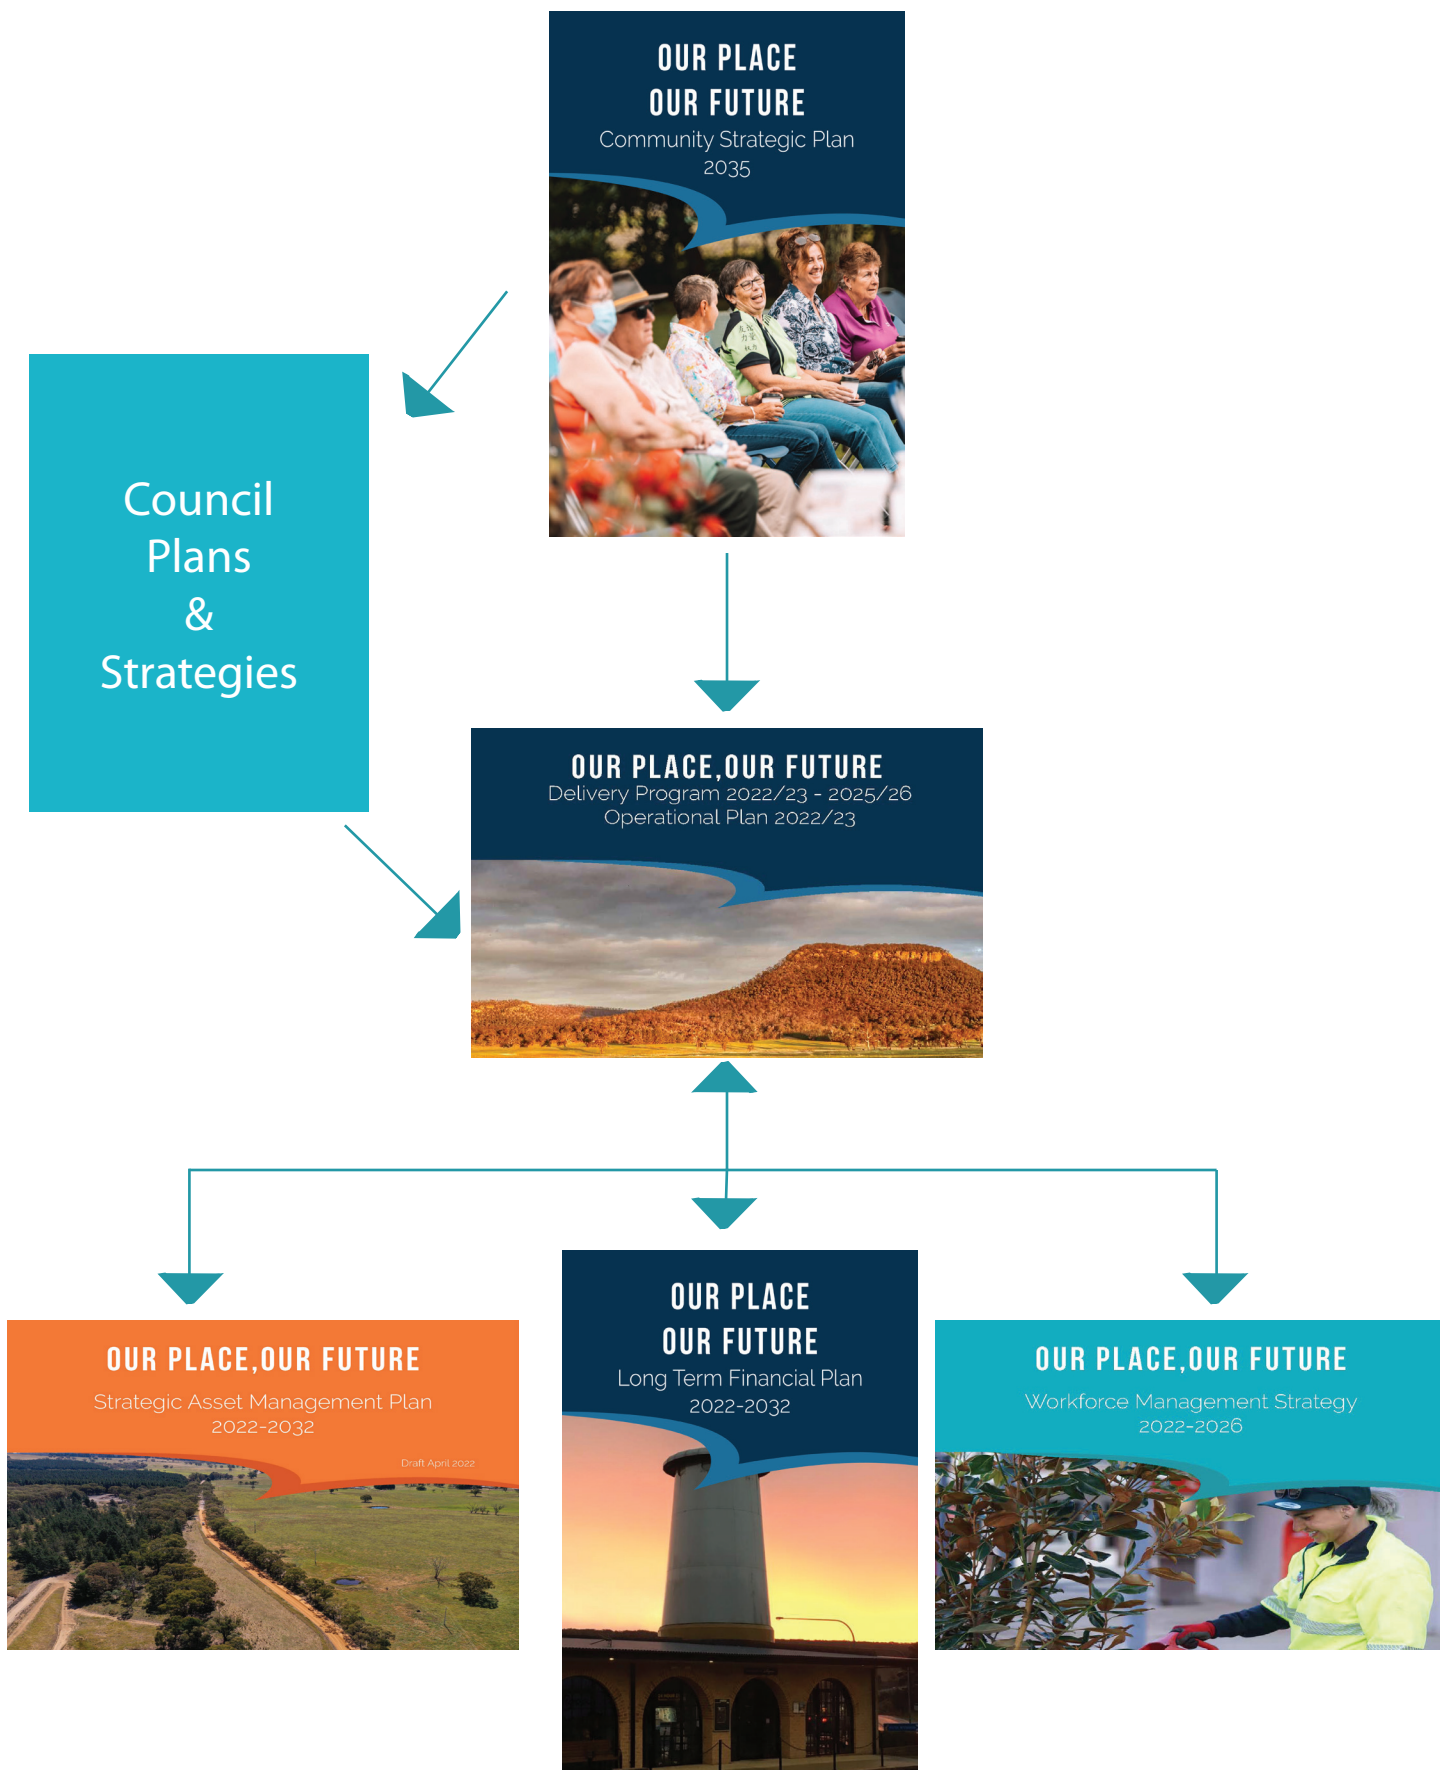 OUR PLACE
OUR FUTURE
Community Strategic Plan
2035
Council
Plans
&
Strategies
OUR PLACE,OUR FUTURE
Delivery Program 2022/23 - 2025/26
Operational Plan 2022/23
OUR PLACE,OUR FUTURE
Strategic Asset Management Plan
2022-2032
Draft April 2022
OUR PLACE
OUR FUTURE
Long Term Financial Plan
2022-2032
OUR PLACE,OUR FUTURE
Workforce Management Strategy
2022-2026